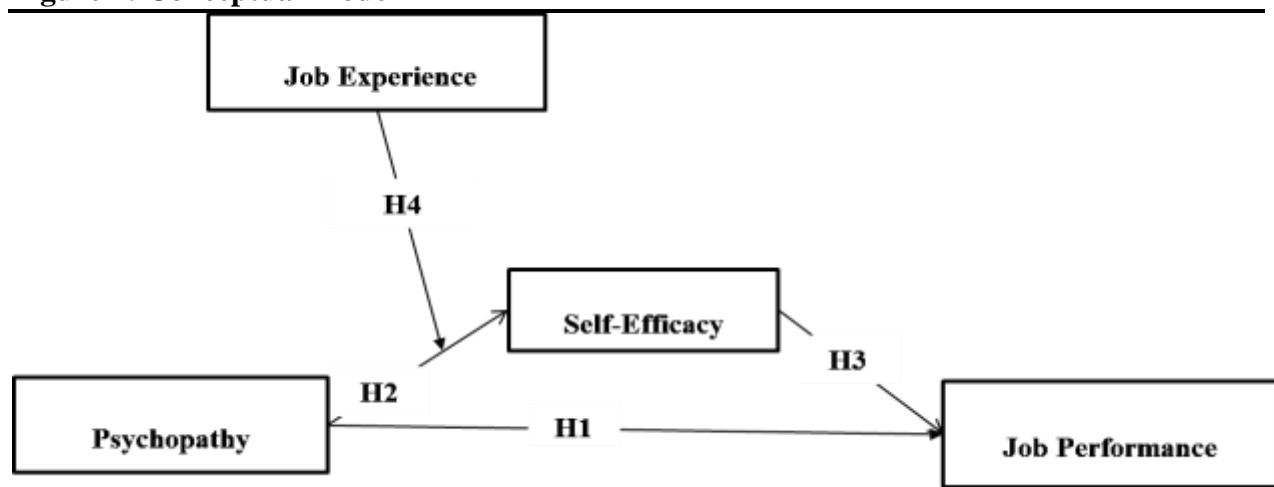 Job Experience
H4
Self-Efficacy
H3
H2
H1
Psychopathy
Job Performance